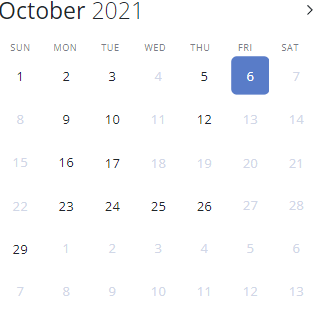 October 2021
SUN MON TUE WED THU FRI SAT
1 2 3 4 5 6 7
8 9 10 11 12 13 14
15 16 17 18 19 20 21
22 23 24 25 26 27 28
29 1 2 3 4 5 6
7 8 9 10 11 12 13